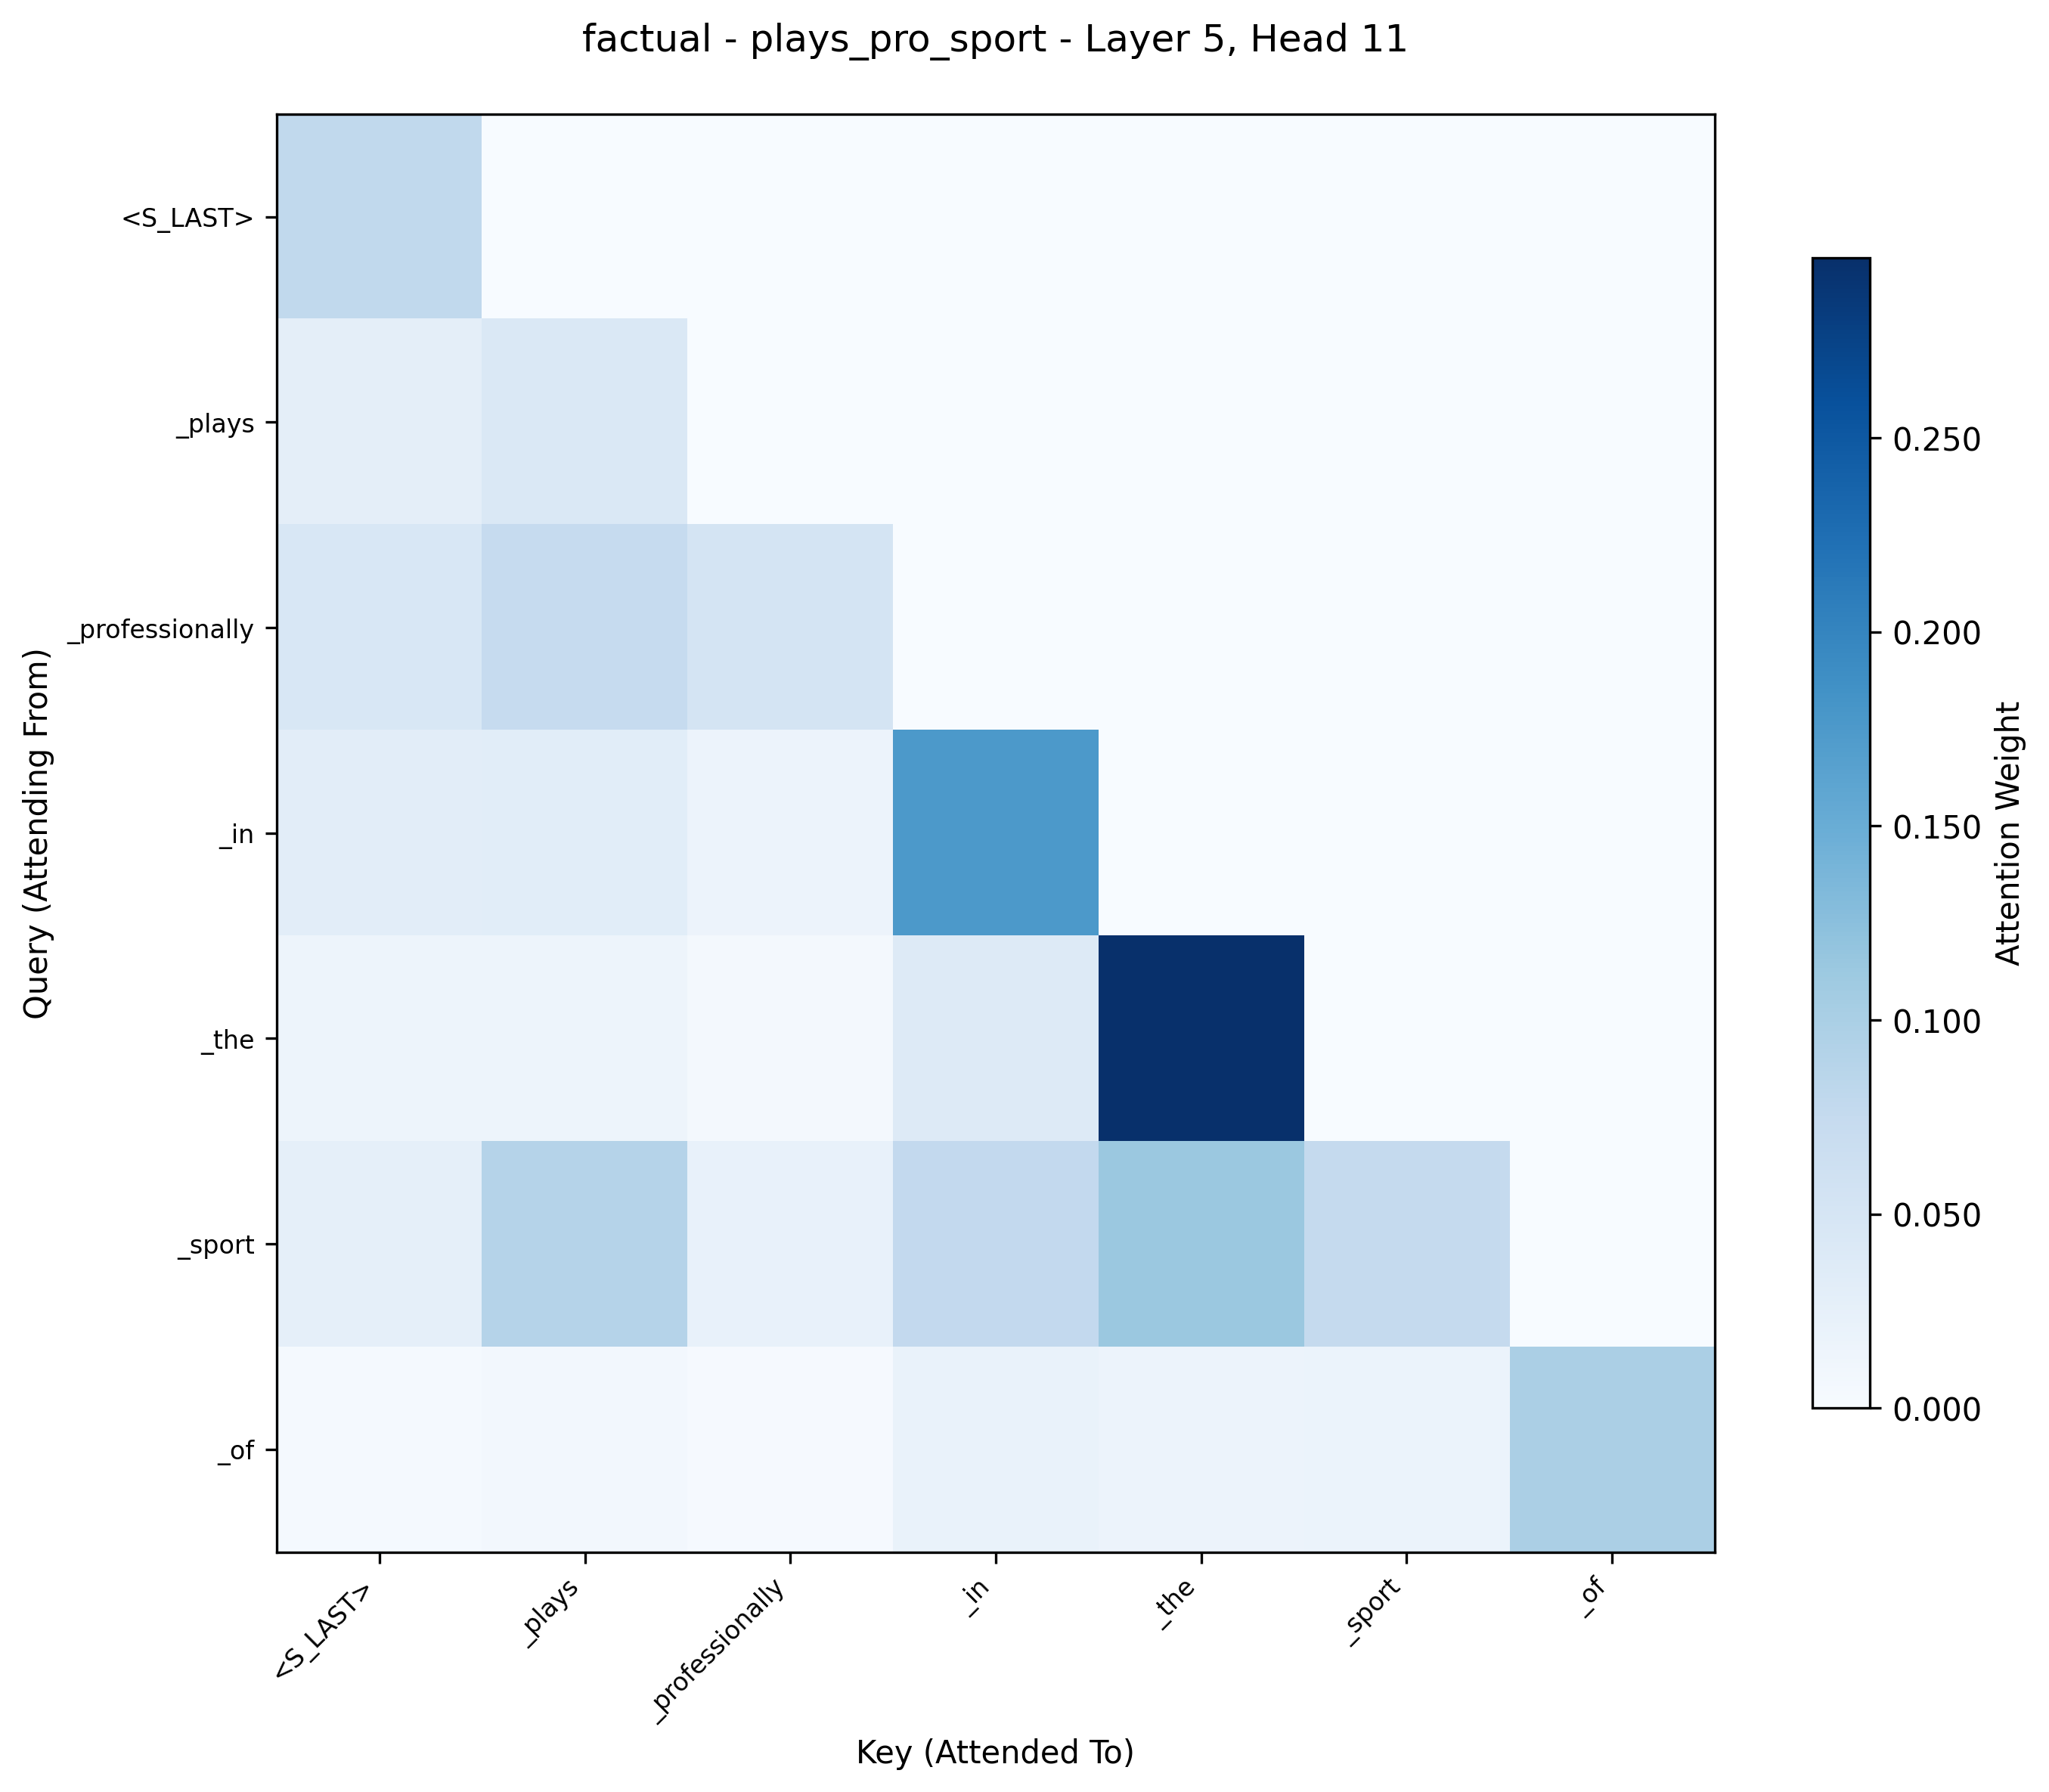 factual - plays_pro_sport - Layer 5, Head 11
Query (Attending From)
<S_LAST>
_plays
_professionally
_in
_the
_sport
_of
<S_LAST>
_plays
_professionally
_in
_the
_sport
_of
Key (Attended To)
0.250
0.200
0.150
0.100
0.050
0.000
Attention Weight